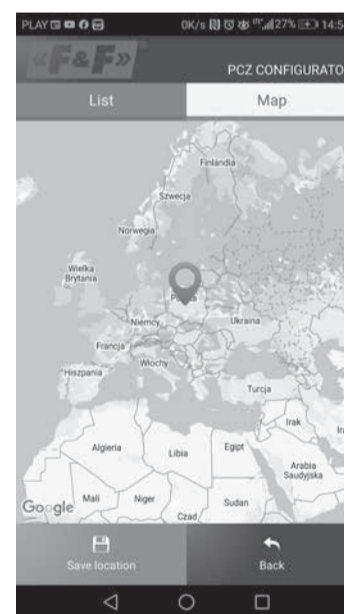 PLAY 0K/s LTE 27% 14:5
«F&F»
PCZ CONFIGURATO
List Map
Finlandia
Szwecja
Norwegia
Wielka
Brytania
Niemcy
Ukraina
Francja
Włochy
Hiszpania
Turcja
Irak
Algieria
Libia
Egipt
Arabia
Saudyjska
Mali
Niger
Sudan
Czad
Google
Save location Back